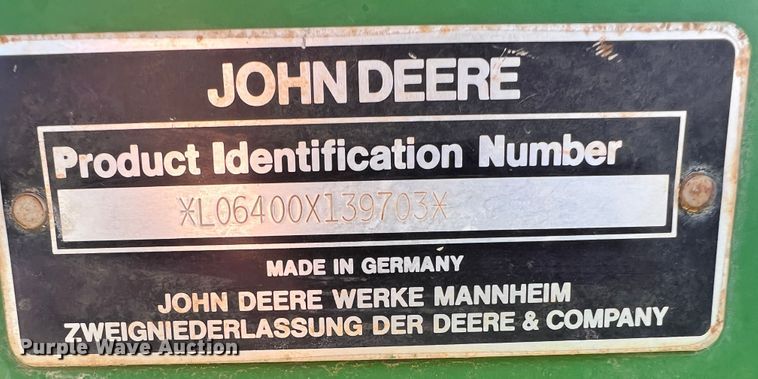 JOHN DEERE
Product Identification Number
*L06400X139703*
MADE IN GERMANY
JOHN DEERE WERKE MANNHEIM
ZWEIGNIEDERLASSUNG DER DEERE & COMPANY
Purple Wave Auction